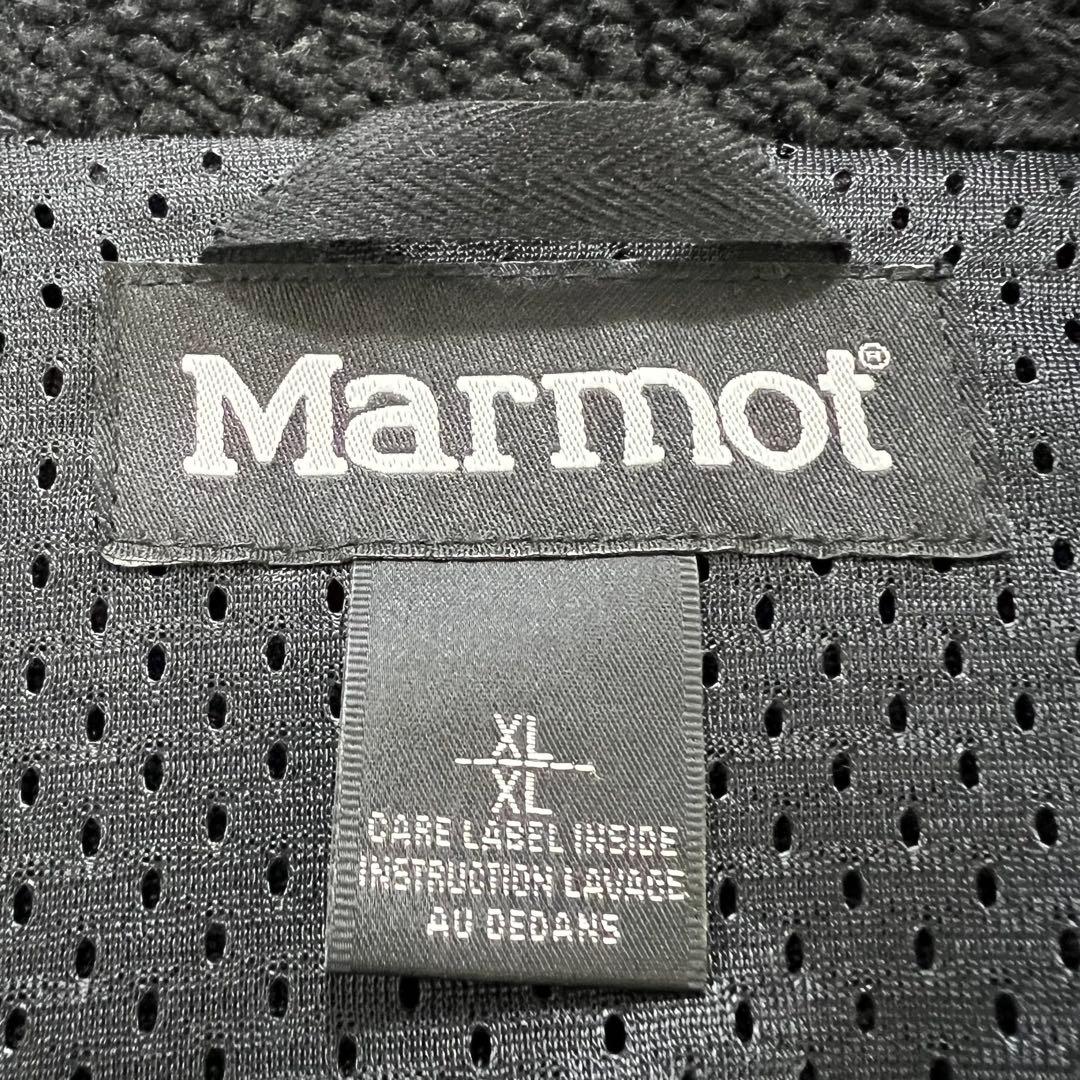 Marmot®
XL
XL
CARE LABEL INSIDE
INSTRUCTION LAVAGE
AU DEDANS